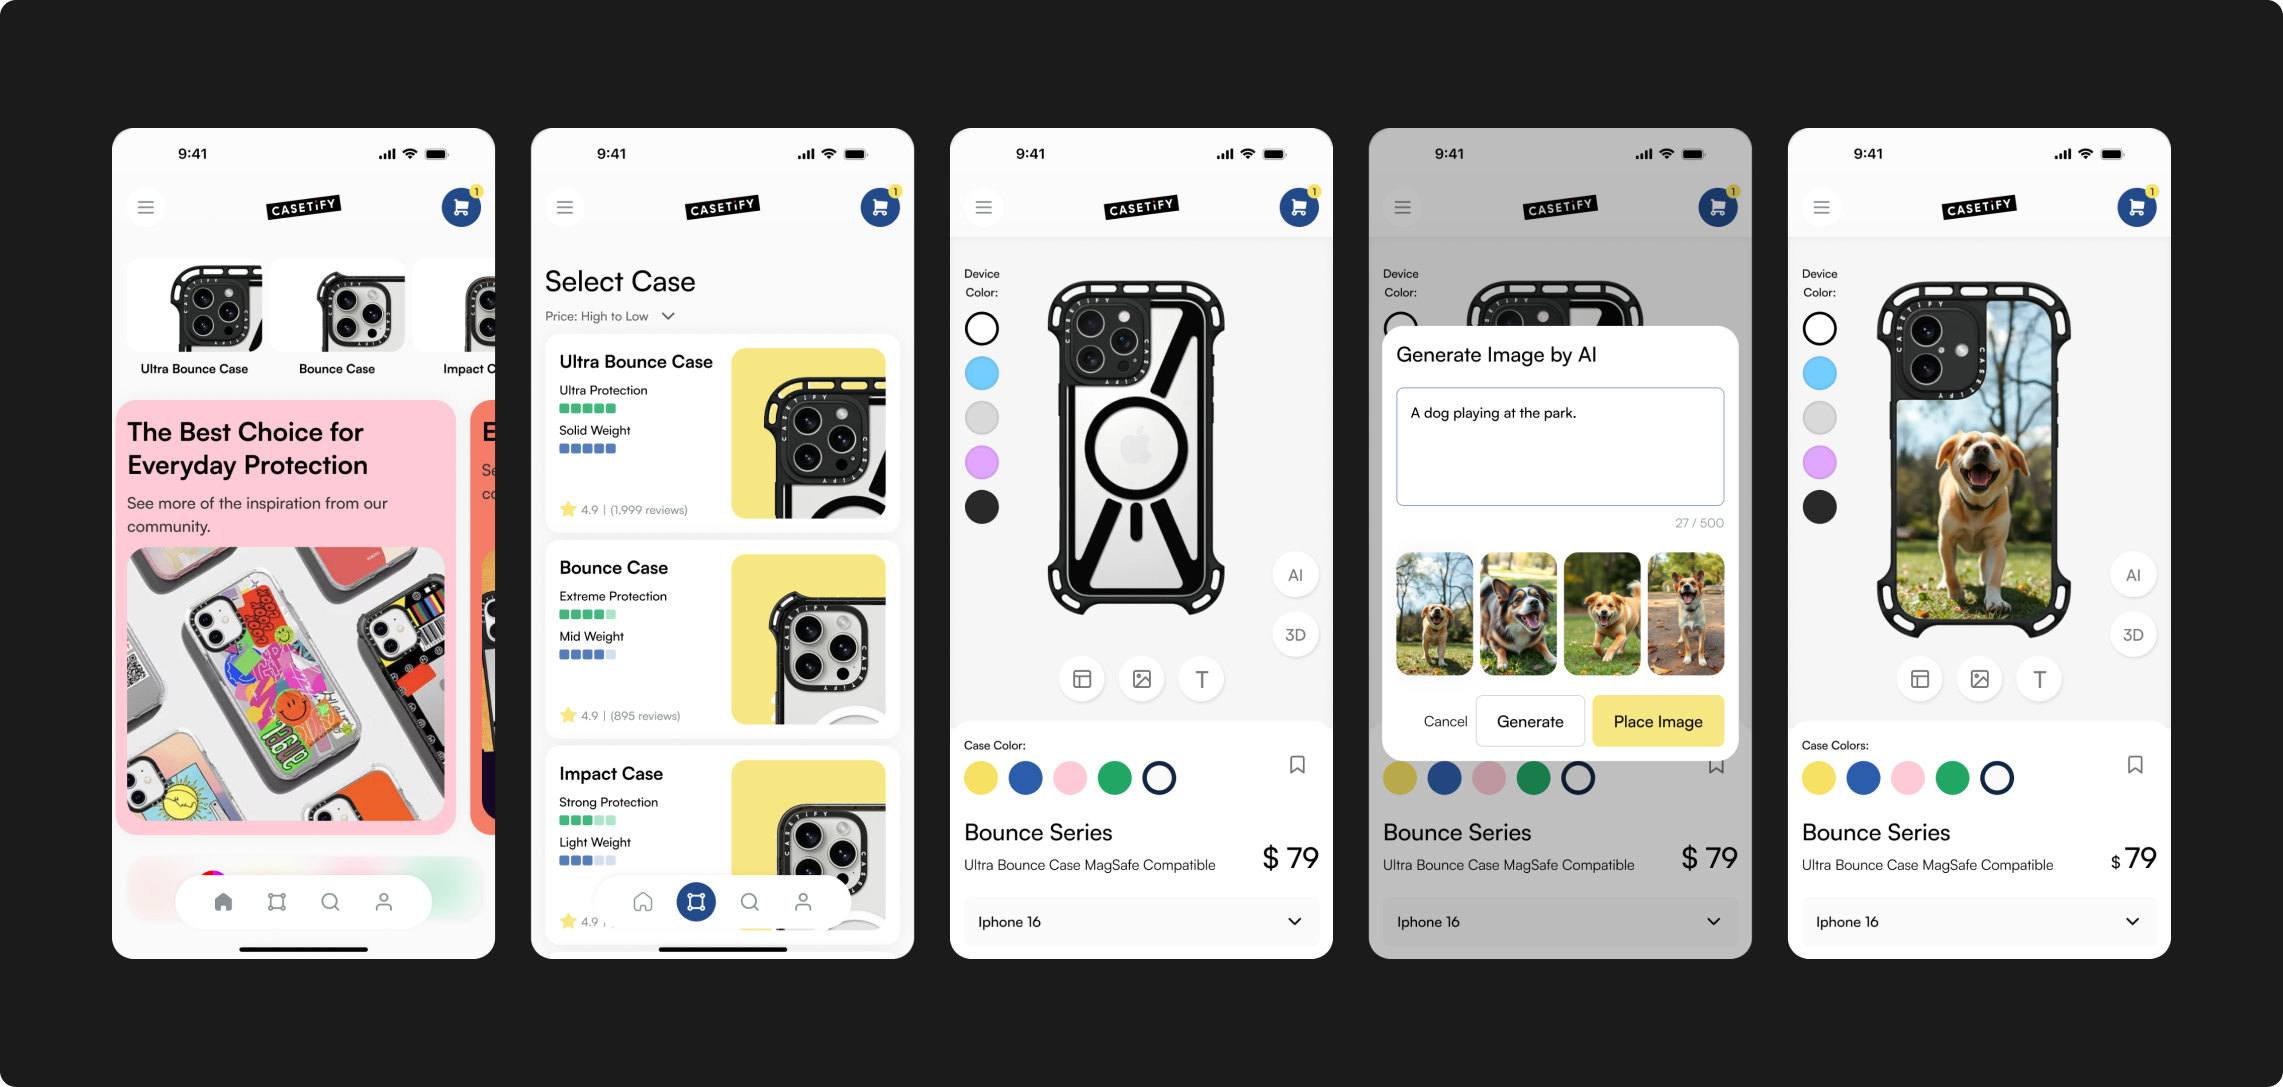 9:41
CASETiFY
1
Ultra Bounce Case
Bounce Case
Impact C
The Best Choice for
Everyday Protection
See more of the inspiration from our
community.
E
Se
co
9:41
CASETiFY
1
Select Case
Price: High to Low
Ultra Bounce Case
Ultra Protection
Solid Weight
4.9 | (1,999 reviews)
Bounce Case
Extreme Protection
Mid Weight
4.9 | (895 reviews)
Impact Case
Strong Protection
Light Weight
4.9
9:41
CASETiFY
1
Device
Color:
CASETIFY
CASETIFY
AI
3D
T
Case Color:
Bounce Series
Ultra Bounce Case MagSafe Compatible
$ 79
Iphone 16
9:41
CASETiFY
1
Device
Color:
Generate Image by AI
A dog playing at the park.
27 / 500
Cancel
Generate
Place Image
Bounce Series
Ultra Bounce Case MagSafe Compatible
$ 79
Iphone 16
9:41
CASETiFY
1
Device
Color:
CASETIFY
CASETIFY
AI
3D
T
Case Colors:
Bounce Series
Ultra Bounce Case MagSafe Compatible
$ 79
Iphone 16